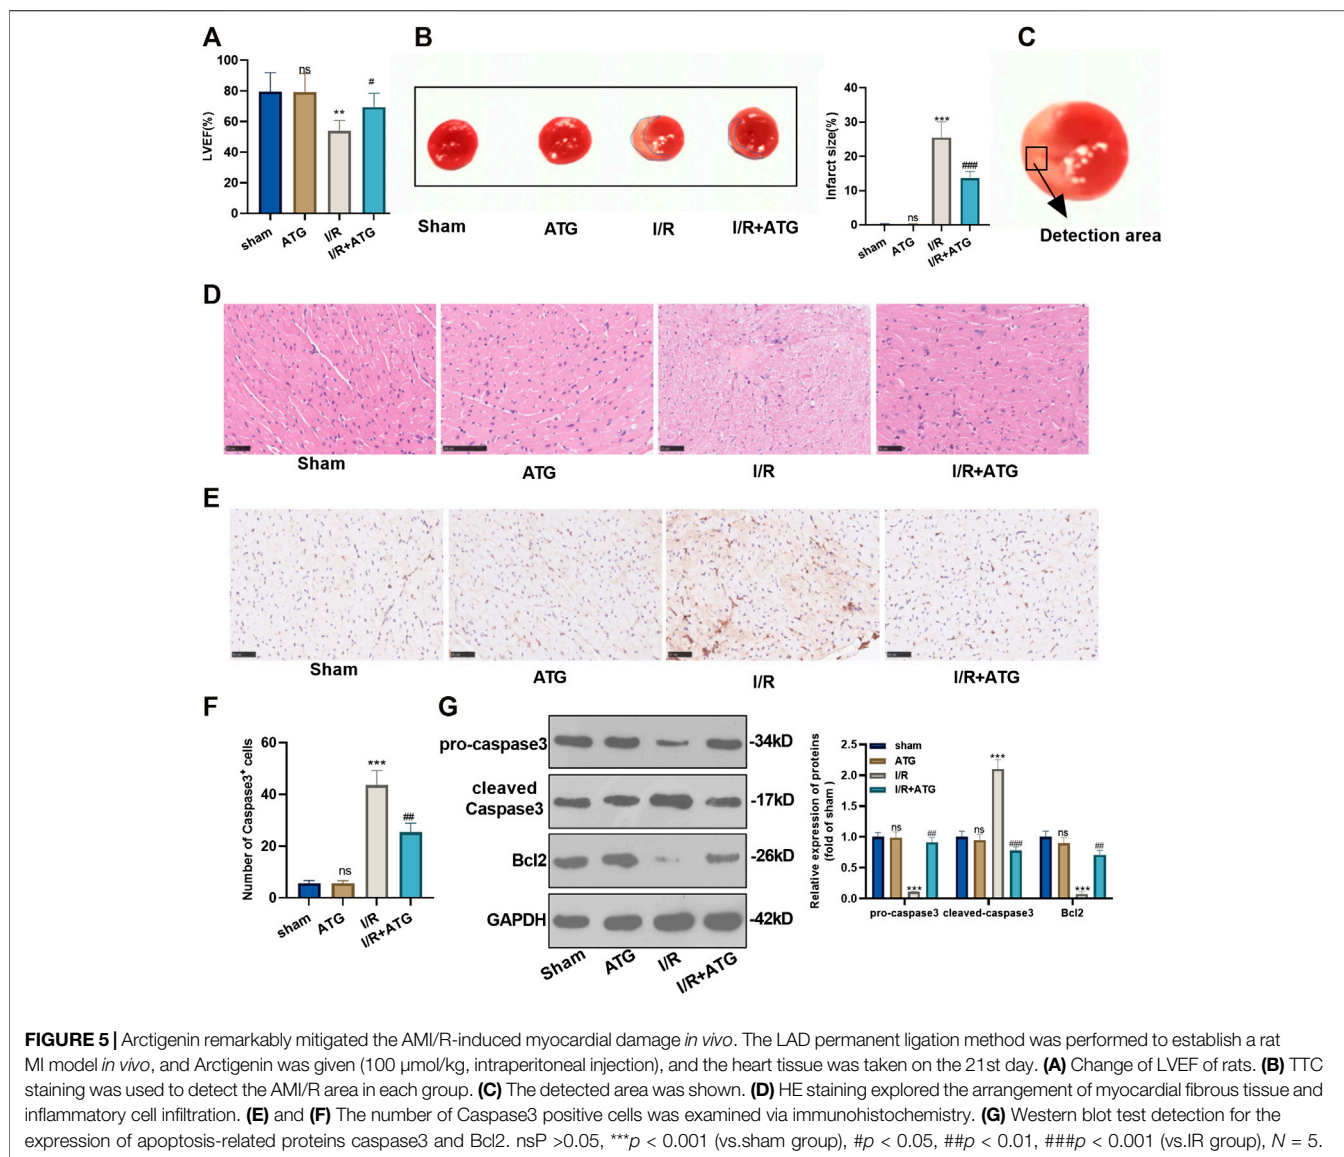 A
B
C
100
80
60
40
20
0
LVEF(%)
ns
**
#
sham
ATG
I/R
I/R+ATG
Sham
ATG
I/R
I/R+ATG
40
30
20
10
0
Infarct size(%)
ns
***
###
sham
ATG
I/R
I/R+ATG
Detection area
D
Sham
ATG
I/R
I/R+ATG
E
Sham
ATG
I/R
I/R+ATG
F
60
40
20
0
Number of Caspase3+ cells
ns
***
##
sham
ATG
I/R
I/R+ATG
G
pro-caspase3
-34kD
cleaved
Caspase3
-17kD
Bcl2
-26kD
GAPDH
-42kD
Sham
ATG
I/R
I/R+ATG
Relative expression of proteins
(fold of sham )
2.5
2.0
1.5
1.0
0.5
0.0
sham
ATG
I/R
I/R+ATG
ns
***
##
ns
***
###
ns
***
##
pro-caspase3
cleaved-caspase3
Bcl2
FIGURE 5 | Arctigenin remarkably mitigated the AMI/R-induced myocardial damage in vivo. The LAD permanent ligation method was performed to establish a rat
MI model in vivo, and Arctigenin was given (100 μmol/kg, intraperitoneal injection), and the heart tissue was taken on the 21st day. (A) Change of LVEF of rats. (B) TTC
staining was used to detect the AMI/R area in each group. (C) The detected area was shown. (D) HE staining explored the arrangement of myocardial fibrous tissue and
inflammatory cell infiltration. (E) and (F) The number of Caspase3 positive cells was examined via immunohistochemistry. (G) Western blot test detection for the
expression of apoptosis-related proteins caspase3 and Bcl2. nsP >0.05, ***p < 0.001 (vs.sham group), #p < 0.05, ##p < 0.01, ###p < 0.001 (vs.IR group), N = 5.